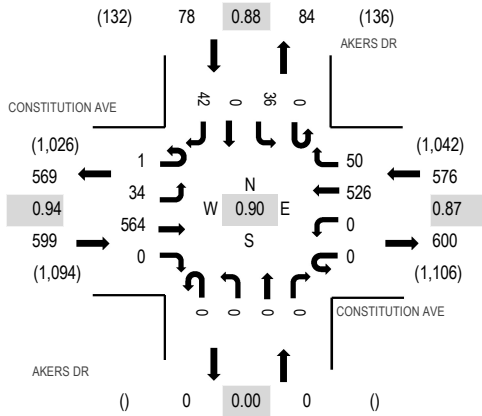 (132) 78 0.88 84 (136)
AKERS DR
42 0 36 0
CONSTITUTION AVE
(1,026) 1 50 (1,042)
569 576
34 N 526
0.94 W 0.90 E 0.87
564 S 0
599 600
0 0
(1,094) (1,106)
0 0 0 0
CONSTITUTION AVE
AKERS DR
() 0 0.00 0 ()